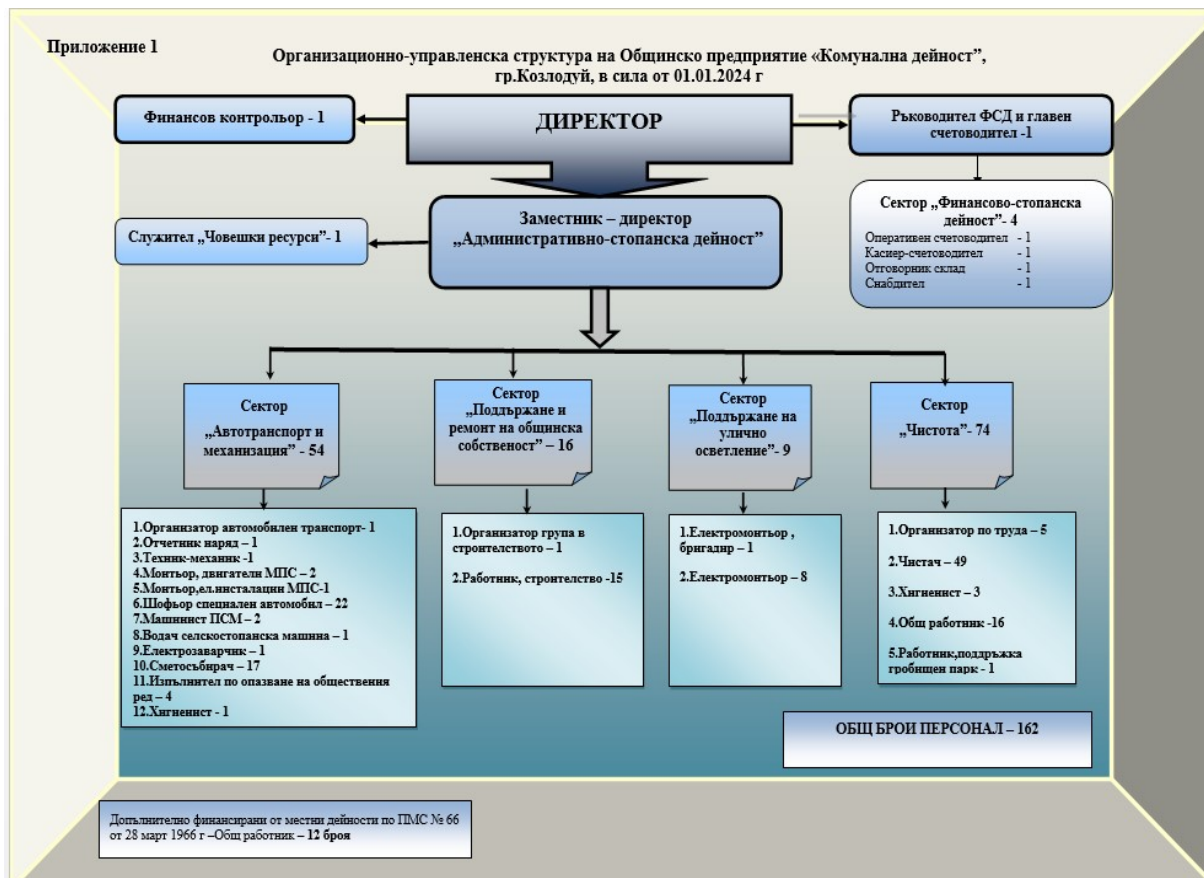 Приложение 1
Организационно-управленска структура на Общинско предприятие «Комунална дейност”,
гр.Козлодуй, в сила от 01.01.2024 г
Финансов контрольор - 1
ДИРЕКТОР
Ръководител ФСД и главен
счетоводител -1
Служител „Човешки ресурси”- 1
Заместник – директор
„Административно-стопанска дейност”
Сектор „Финансово-стопанска
дейност”- 4
Оперативен счетоводител - 1
Касиер-счетоводител - 1
Отговорник склад - 1
Снабдител - 1
Сектор
„Автотранспорт и
механизация” - 54
Сектор
„Поддържане и
ремонт на общинска
собственост” – 16
Сектор
„Поддържане на
улично
осветление”- 9
Сектор
„Чистота”- 74
1.Организатор автомобилен транспорт- 1
2.Отчетник наряд – 1
3.Техник-механик -1
4.Монтьор, двигатели МПС – 2
5.Монтьор,ел.инсталации МПС-1
6.Шофьор специален автомобил – 22
7.Машинист ПСМ – 2
8.Водач селскостопанска машина – 1
9.Електрозаварчик – 1
10.Сметосъбирач – 17
11.Изпълнител по опазване на обществения
ред – 4
12.Хигиенист - 1
1.Организатор група в
строителството – 1
2.Работник, строителство -15
1.Електромонтьор ,
бригадир – 1
2.Електромонтьор – 8
1.Организатор по труда – 5
2.Чистач – 49
3.Хигиенист – 3
4.Общ работник -16
5.Работник,поддръжка
гробищен парк - 1
ОБЩ БРОИ ПЕРСОНАЛ – 162
Допълнително финансирани от местни дейности по ПМС № 66
от 28 март 1966 г –Общ работник – 12 броя